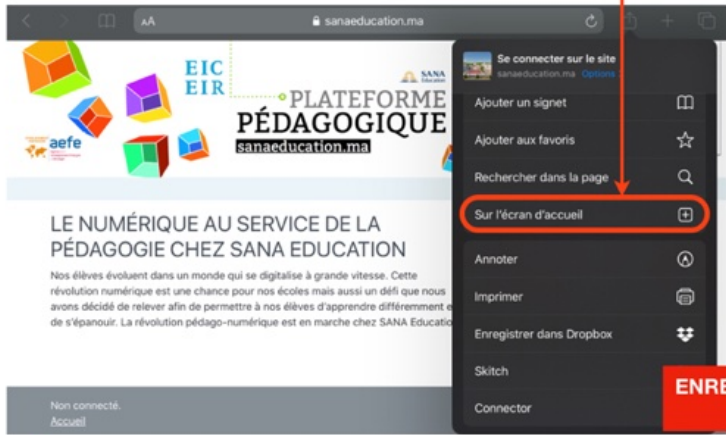 AA sanaeducation.ma
EIC
EIR
SANA
Education
PLATEFORME
PÉDAGOGIQUE
sanaeducation.ma
aefe
LE NUMÉRIQUE AU SERVICE DE LA
PÉDAGOGIE CHEZ SANA EDUCATION
Nos élèves évoluent dans un monde qui se digitalise à grande vitesse. Cette
révolution numérique est une chance pour nos écoles mais aussi un défi que nous
avons décidé de relever afin de permettre à nos élèves d'apprendre différemment e
de s'épanouir. La révolution pédago-numérique est en marche chez SANA Educatio
Non connecté.
Accueil
Se connecter sur le site
sanaeducation.ma Options
Ajouter un signet
Ajouter aux favoris
Rechercher dans la page
Sur l'écran d'accueil
Annoter
Imprimer
Enregistrer dans Dropbox
Skitch
Connector
ENRE